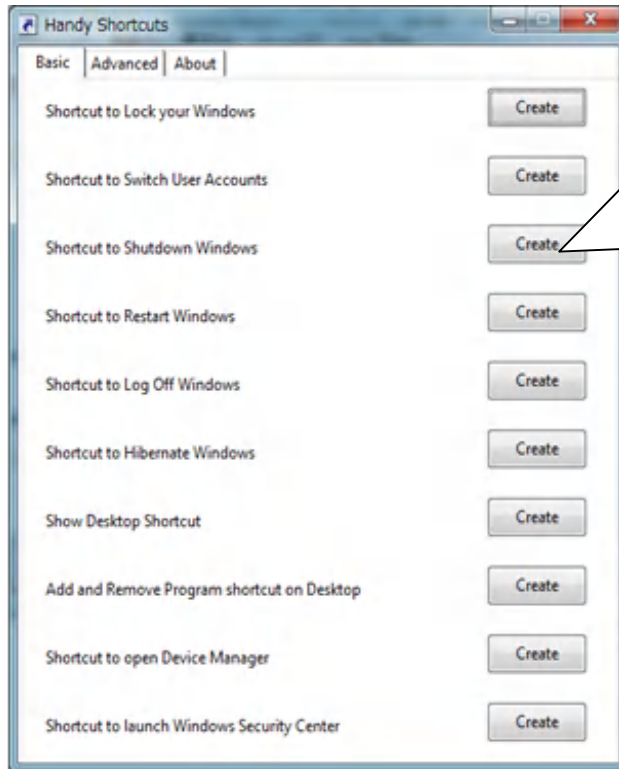 Handy Shortcuts
Basic Advanced About
Shortcut to Lock your Windows Create
Shortcut to Switch User Accounts Create
Shortcut to Shutdown Windows Create
Shortcut to Restart Windows Create
Shortcut to Log Off Windows Create
Shortcut to Hibernate Windows Create
Show Desktop Shortcut Create
Add and Remove Program shortcut on Desktop Create
Shortcut to open Device Manager Create
Shortcut to launch Windows Security Center Create